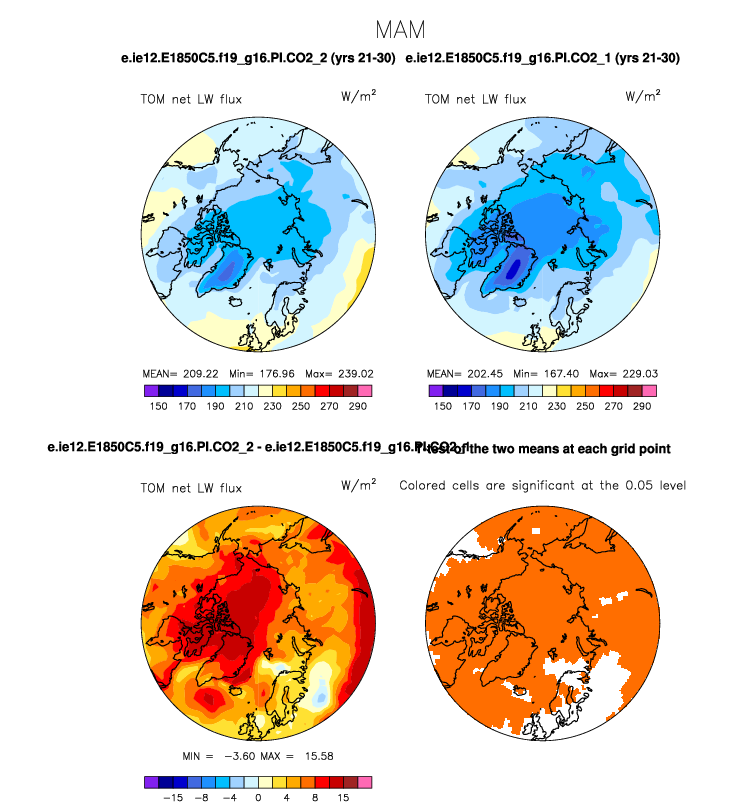 MAM
e.ie12.E1850C5.f19_g16.PI.CO2_2 (yrs 21-30) e.ie12.E1850C5.f19_g16.PI.CO2_1 (yrs 21-30)
TOM net LW flux W/m² TOM net LW flux W/m²
MEAN= 209.22 Min= 176.96 Max= 239.02 MEAN= 202.45 Min= 167.40 Max= 229.03
150 170 190 210 230 250 270 290 150 170 190 210 230 250 270 290
e.ie12.E1850C5.f19_g16.PI.CO2_2 - e.ie12.E1850C5.f19_g16.PI.CO2_1 T-test of the two means at each grid point
TOM net LW flux W/m² Colored cells are significant at the 0.05 level
MIN = -3.60 MAX = 15.58
-15 -8 -4 0 4 8 15